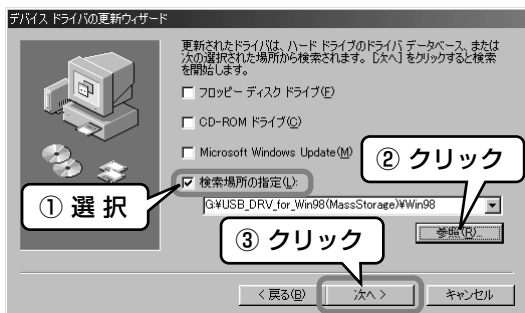 デバイス ドライバの更新ウィザード
更新されたドライバは、ハード ドライブのドライバ データベース、または
次の選択された場所から検索されます。[次へ] をクリックすると検索
を開始します。
フロッピー ディスク ドライブ(F)
CD-ROM ドライブ(C)
Microsoft Windows Update(M)
② クリック
検索場所の指定(L):
① 選 択
G:¥USB_DRV_for_Win98(MassStorage)¥Win98
参照(R)...
③ クリック
< 戻る(B)
次へ >
キャンセル